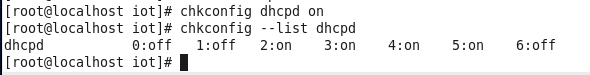 [root@localhost iot]# chkconfig dhcpd on
[root@localhost iot]# chkconfig --list dhcpd
dhcpd 0:off 1:off 2:on 3:on 4:on 5:on 6:off
[root@localhost iot]#